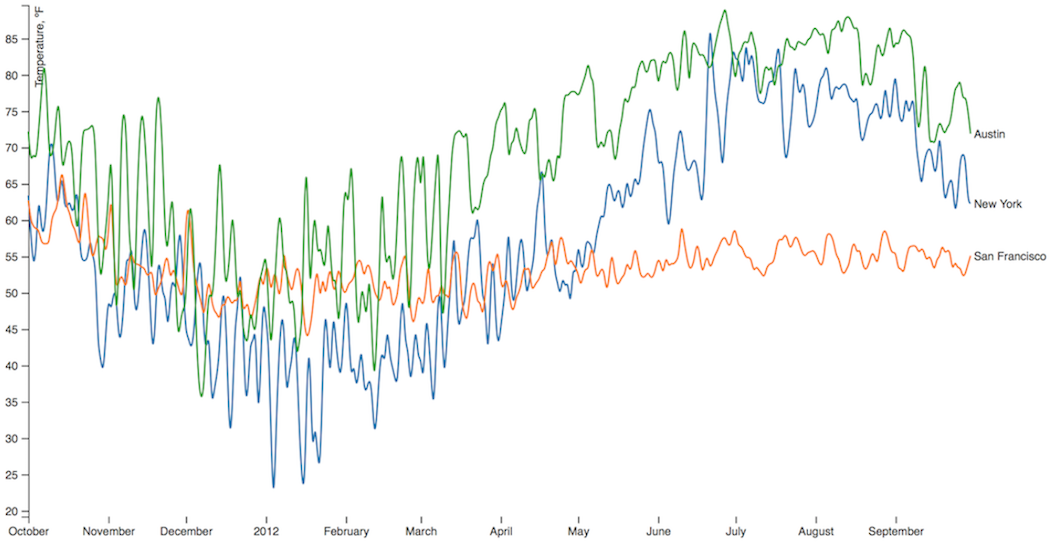 Temperature, ºF
85
80
75
70
65
60
55
50
45
40
35
30
25
20
Austin
New York
San Francisco
October November December 2012 February March April May June July August September